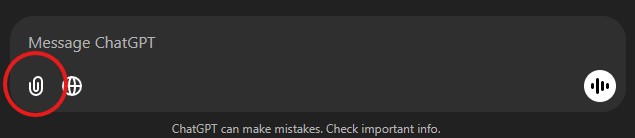 Message ChatGPT
ChatGPT can make mistakes. Check important info.